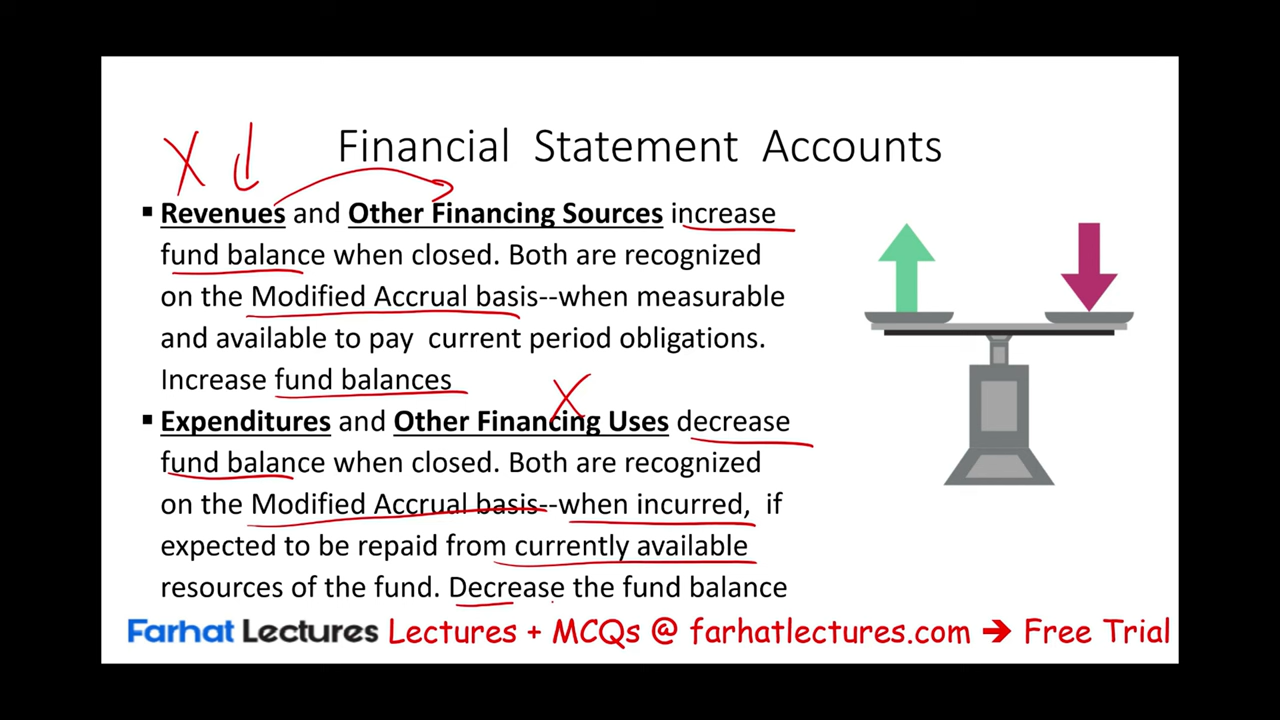 Financial Statement Accounts
▪ Revenues and Other Financing Sources increase
fund balance when closed. Both are recognized
on the Modified Accrual basis--when measurable
and available to pay current period obligations.
Increase fund balances
▪ Expenditures and Other Financing Uses decrease
fund balance when closed. Both are recognized
on the Modified Accrual basis--when incurred, if
expected to be repaid from currently available
resources of the fund. Decrease the fund balance
Farhat Lectures Lectures + MCQs @ farhatlectures.com → Free Trial